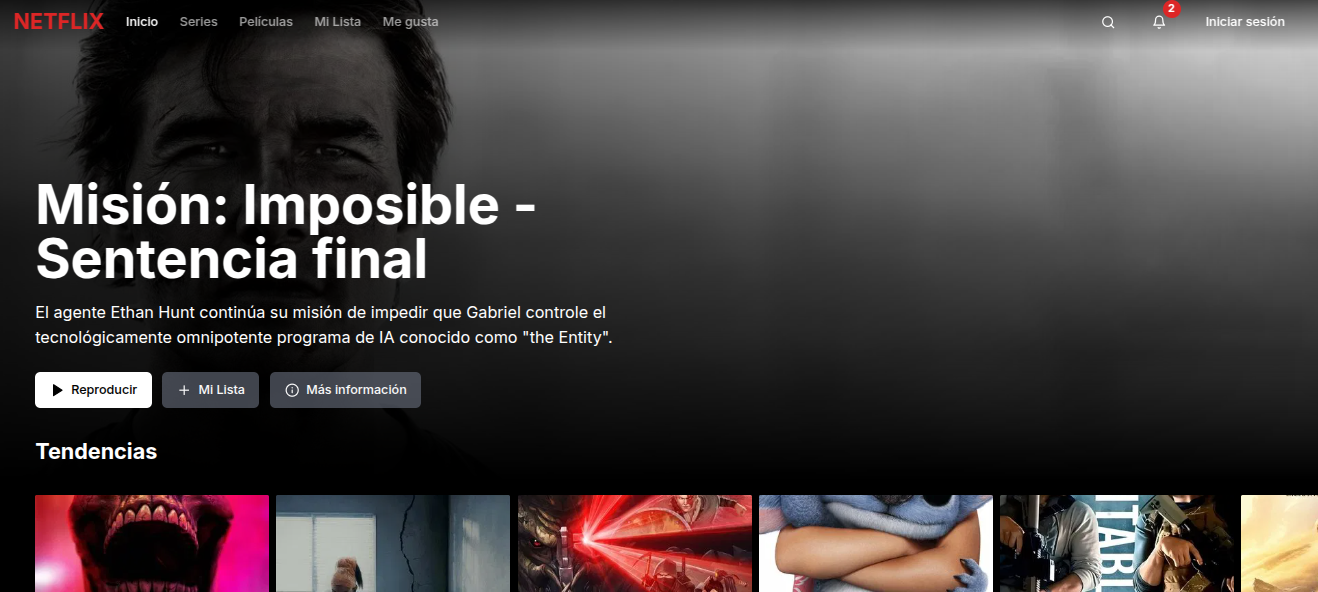 NETFLIX Inicio Series Películas Mi Lista Me gusta 2 Iniciar sesión
Misión: Imposible -
Sentencia final
El agente Ethan Hunt continúa su misión de impedir que Gabriel controle el
tecnológicamente omnipotente programa de IA conocido como "the Entity".
Reproducir Mi Lista Más información
Tendencias